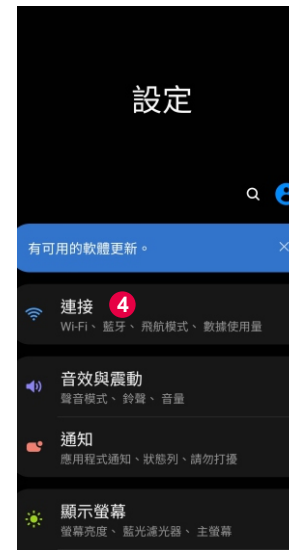 設定
有可用的軟體更新。
連接 4
Wi-Fi、藍牙、飛航模式、數據使用量
音效與震動
聲音模式、鈴聲、音量
通知
應用程式通知、狀態列、請勿打擾
顯示螢幕
螢幕亮度、藍光濾光器、主螢幕